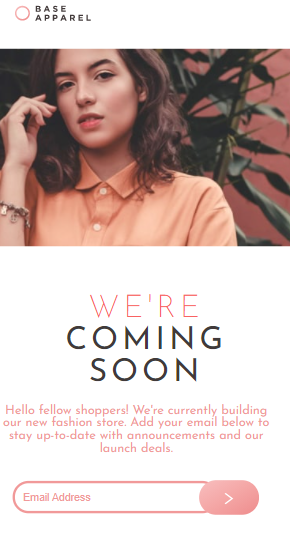 BASE
APPAREL
WE'RE
COMING
SOON
Hello fellow shoppers! We're currently building
our new fashion store. Add your email below to
stay up-to-date with announcements and our
launch deals.
Email Address